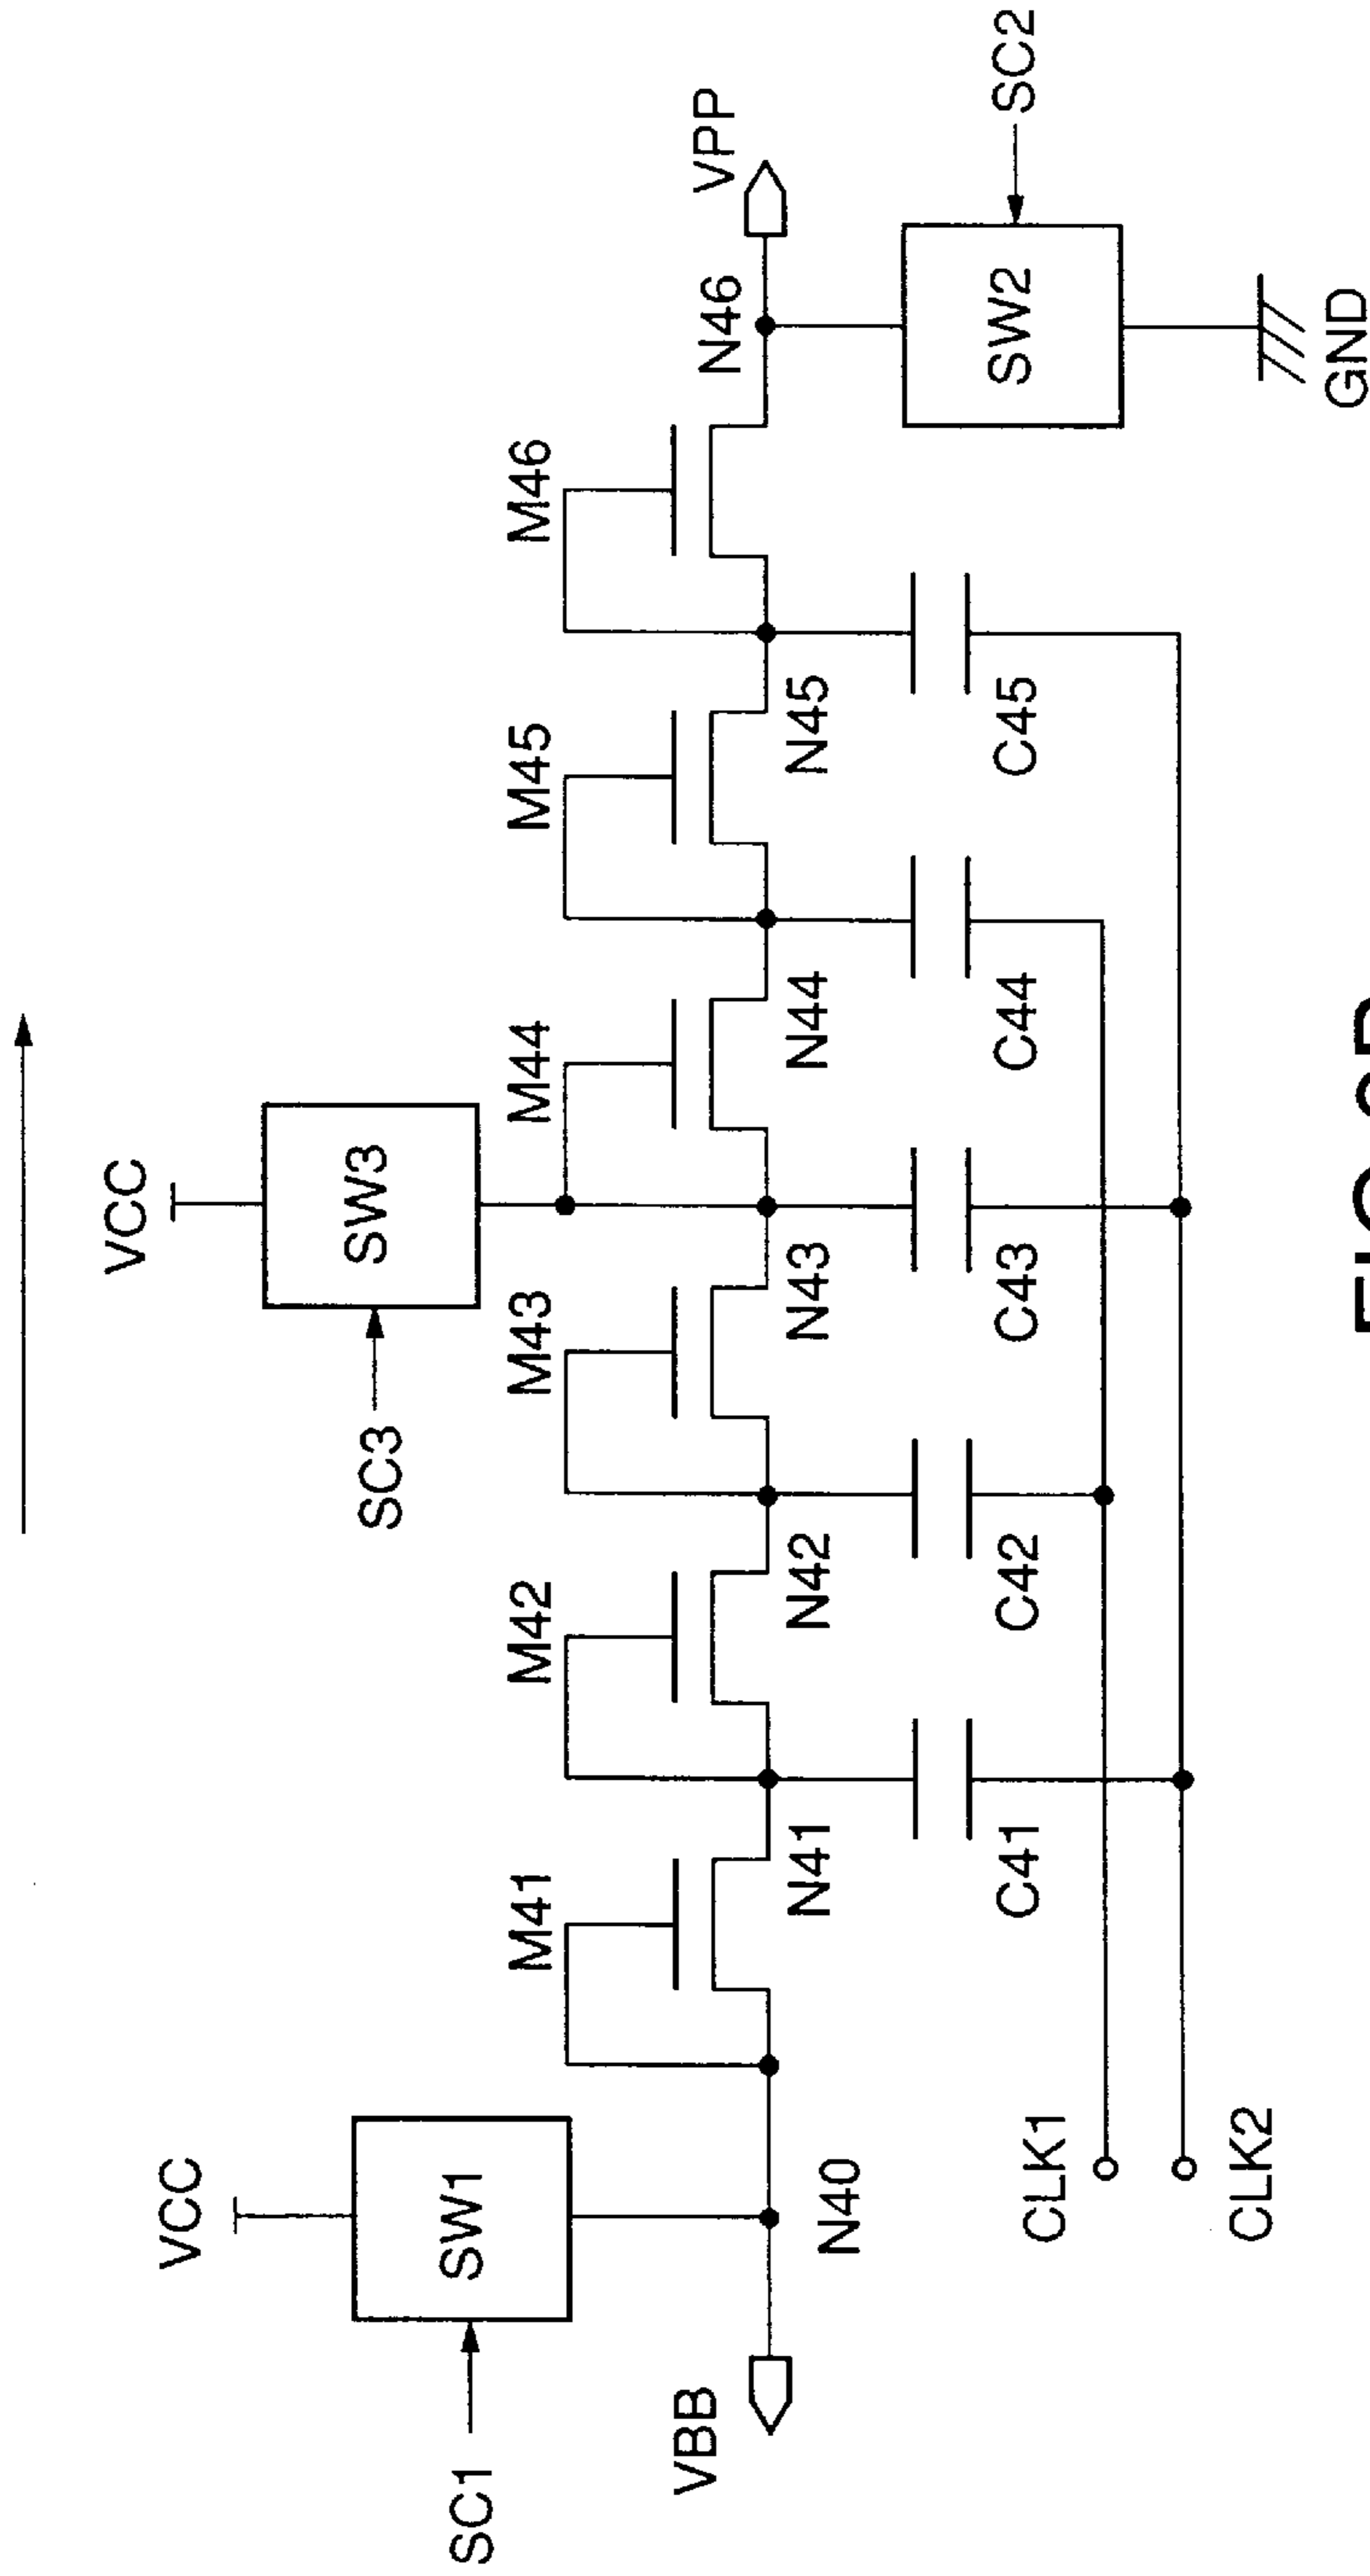 VCC
VCC
SC1
SW1
SC3
SW3
M41
M42
M43
M44
M45
M46
VBB
N40
N41
N42
N43
N44
N45
N46
VPP
C41
C42
C43
C44
C45
SW2
SC2
GND
CLK1
CLK2